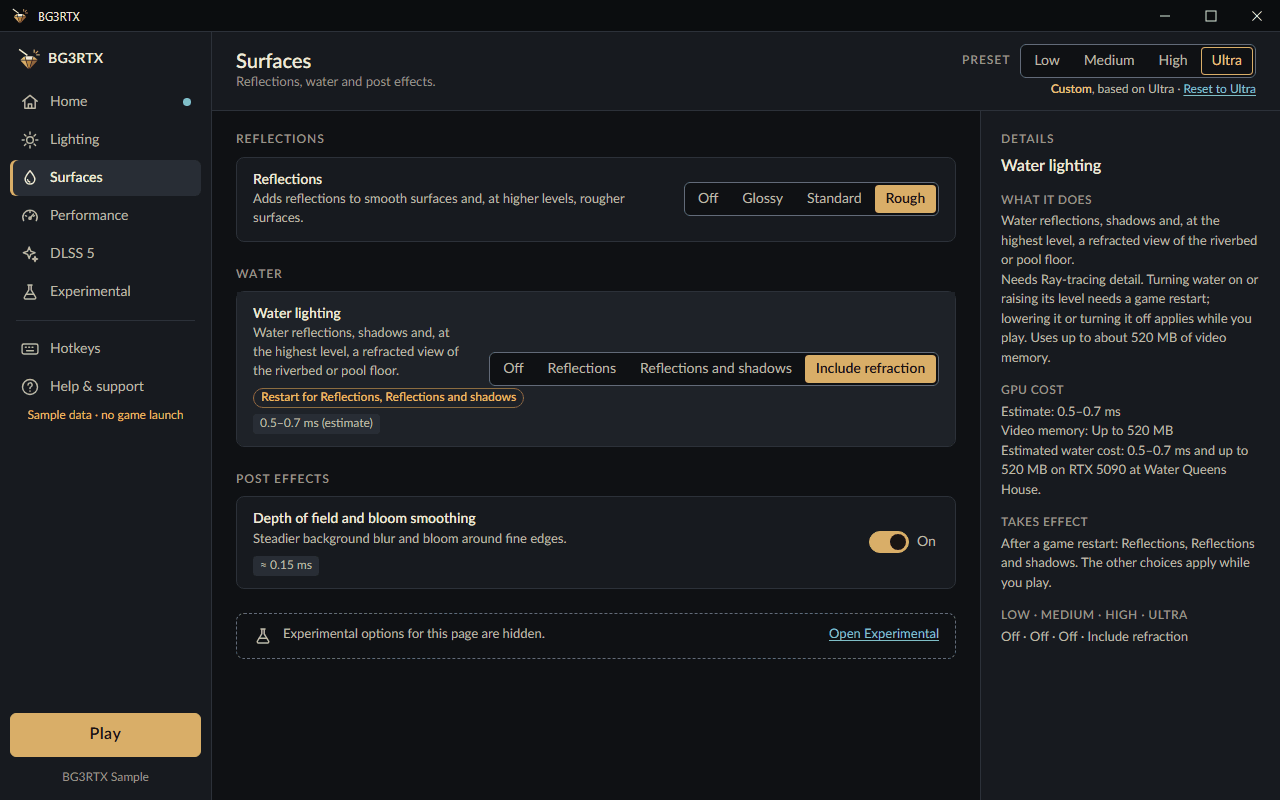 BG3RTX
BG3RTX
Home
Lighting
Surfaces
Performance
DLSS 5
Experimental
Hotkeys
Help & support
Sample data · no game launch
Play
BG3RTX Sample
Surfaces
Reflections, water and post effects.
PRESET
Low Medium High Ultra
Custom, based on Ultra · Reset to Ultra
REFLECTIONS
Reflections
Adds reflections to smooth surfaces and, at higher levels, rougher
surfaces.
Off Glossy Standard Rough
WATER
Water lighting
Water reflections, shadows and, at
the highest level, a refracted view of
the riverbed or pool floor.
Off Reflections Reflections and shadows Include refraction
Restart for Reflections, Reflections and shadows
0.5–0.7 ms (estimate)
POST EFFECTS
Depth of field and bloom smoothing
Steadier background blur and bloom around fine edges.
≈ 0.15 ms
On
Experimental options for this page are hidden.
Open Experimental
DETAILS
Water lighting
WHAT IT DOES
Water reflections, shadows and, at the
highest level, a refracted view of the riverbed
or pool floor.
Needs Ray-tracing detail. Turning water on or
raising its level needs a game restart;
lowering it or turning it off applies while you
play. Uses up to about 520 MB of video
memory.
GPU COST
Estimate: 0.5–0.7 ms
Video memory: Up to 520 MB
Estimated water cost: 0.5–0.7 ms and up to
520 MB on RTX 5090 at Water Queens
House.
TAKES EFFECT
After a game restart: Reflections, Reflections
and shadows. The other choices apply while
you play.
LOW · MEDIUM · HIGH · ULTRA
Off · Off · Off · Include refraction